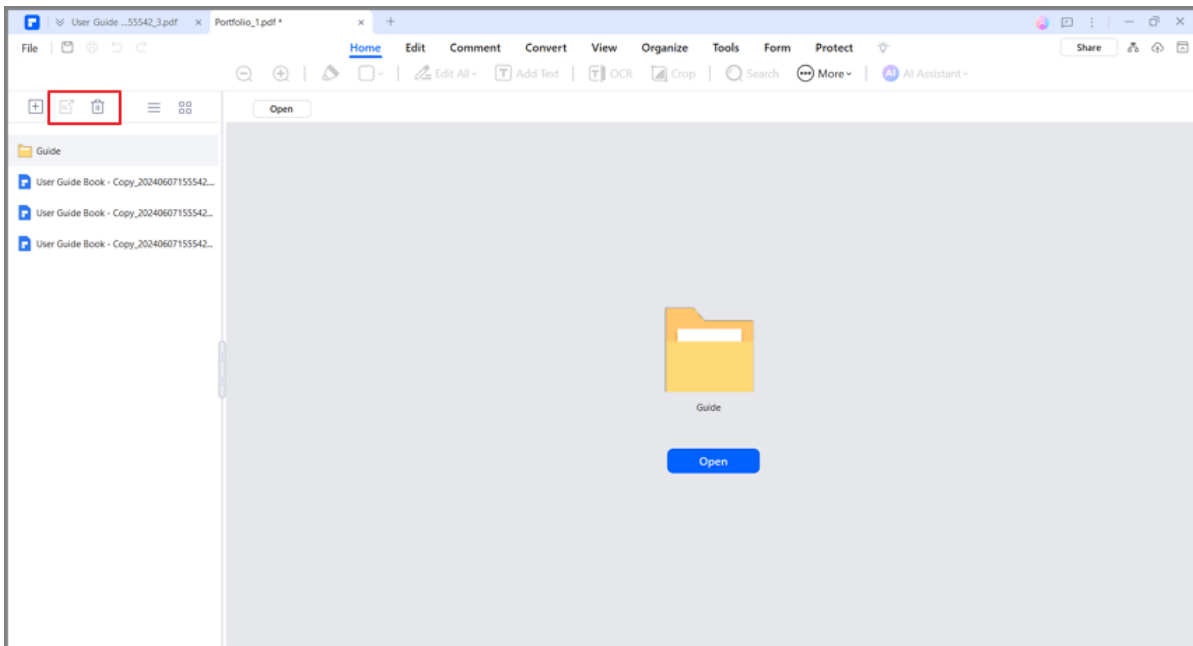 User Guide ...55542_3.pdf Portfolio_1.pdf *
File Home Edit Comment Convert View Organize Tools Form Protect Share
Edit All Add Text OCR Crop Search More AI AI Assistant
Open
Guide
User Guide Book - Copy_20240607155542...
User Guide Book - Copy_20240607155542...
User Guide Book - Copy_20240607155542...
Guide
Open